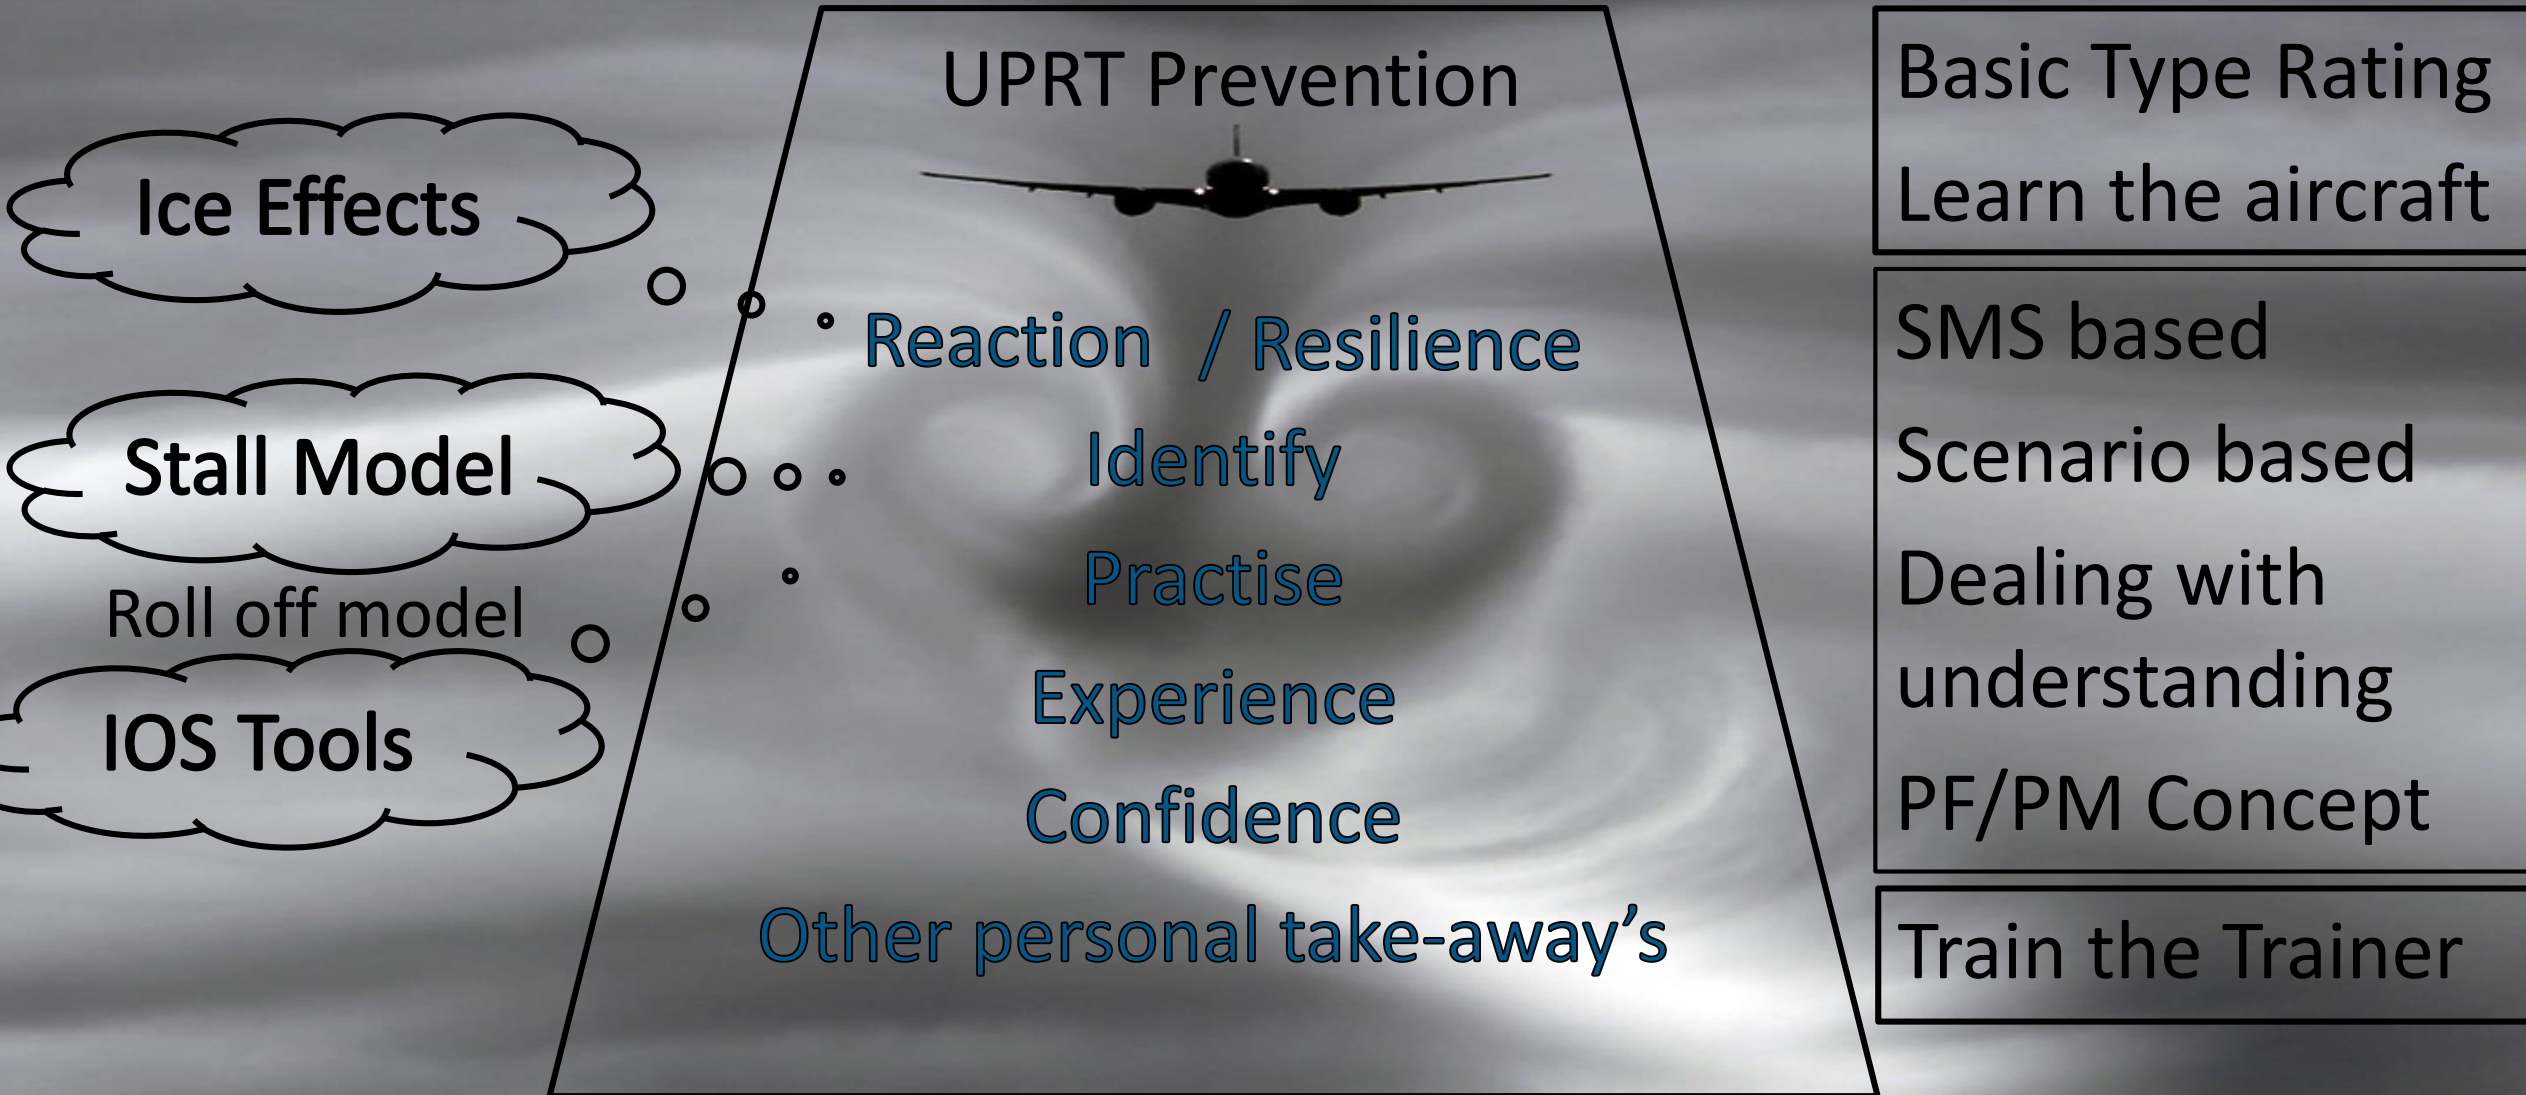 UPRT Prevention
Reaction / Resilience
Identify
Practise
Experience
Confidence
Other personal take-away’s
Ice Effects
Stall Model
Roll off model
IOS Tools
Basic Type Rating
Learn the aircraft
SMS based
Scenario based
Dealing with
understanding
PF/PM Concept
Train the Trainer